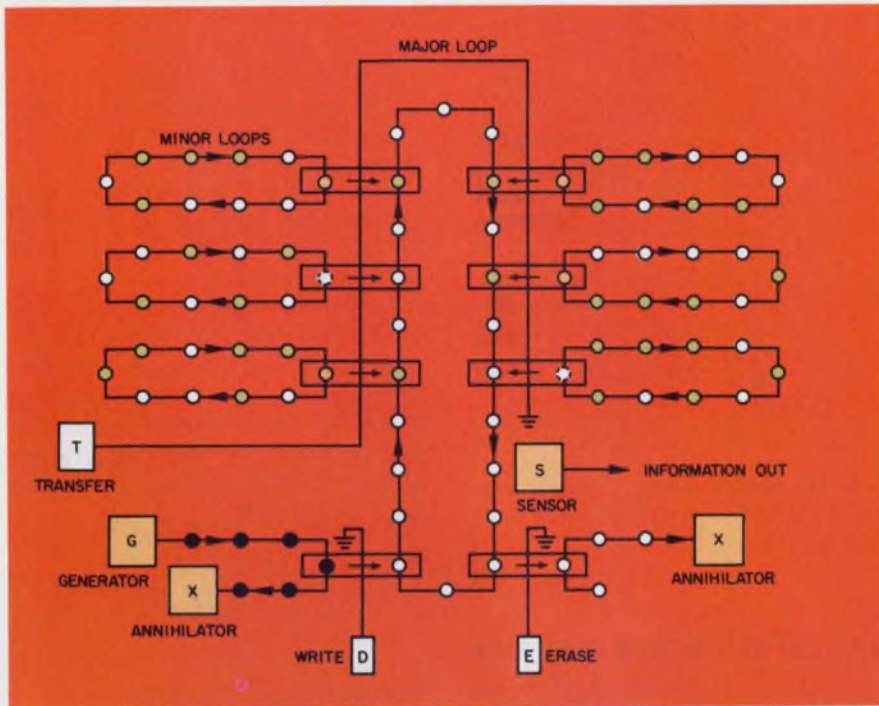 MAJOR LOOP
MINOR LOOPS
T
TRANSFER
S
SENSOR
INFORMATION OUT
G
GENERATOR
X
ANNIHILATOR
X
ANNIHILATOR
WRITE D
E ERASE